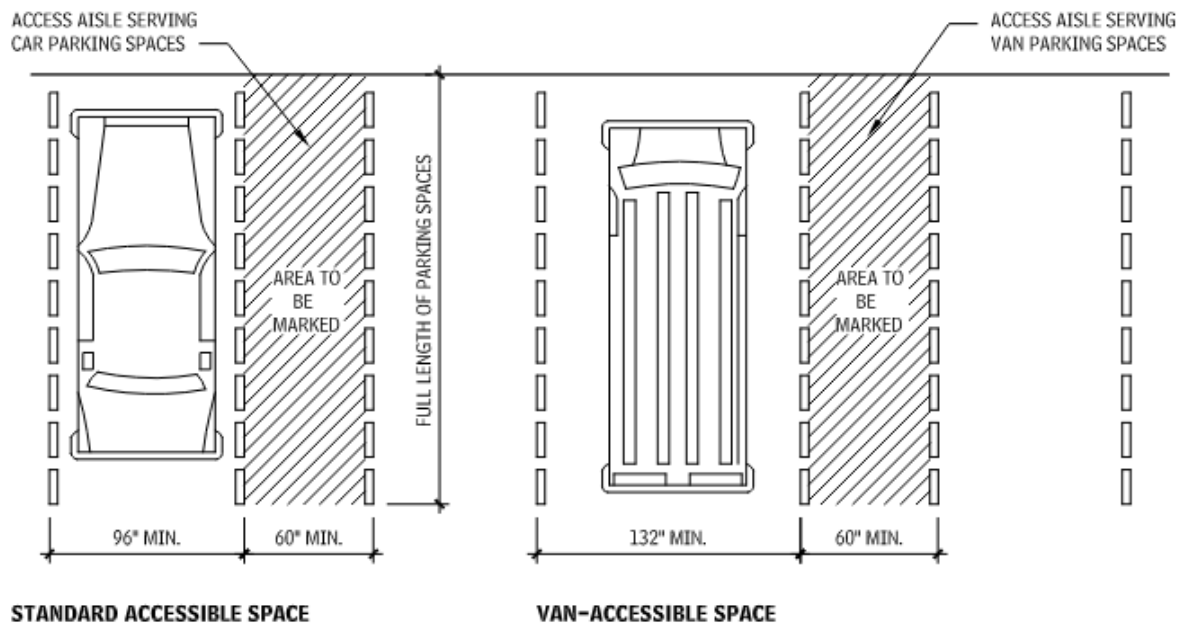 ACCESS AISLE SERVING
CAR PARKING SPACES
ACCESS AISLE SERVING
VAN PARKING SPACES
AREA TO
BE
MARKED
FULL LENGTH OF PARKING SPACES
AREA TO
BE
MARKED
96" MIN.
60" MIN.
132" MIN.
60" MIN.
STANDARD ACCESSIBLE SPACE
VAN-ACCESSIBLE SPACE